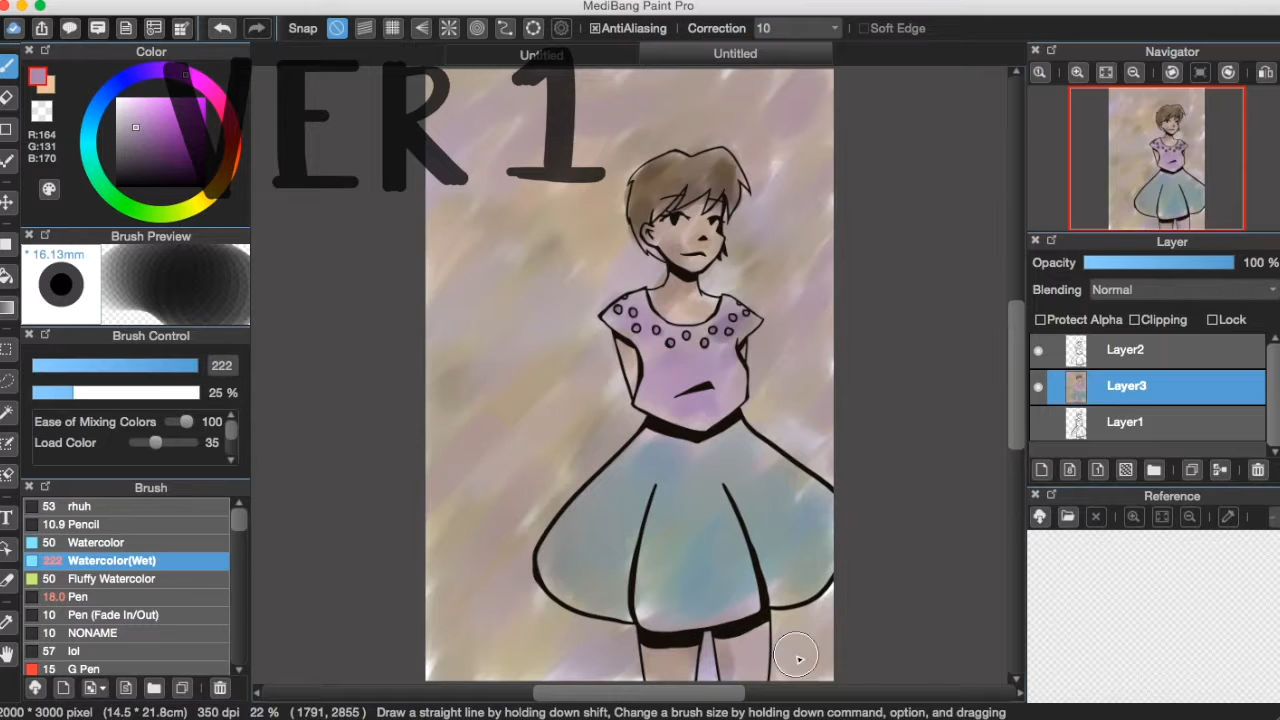 MediBang Paint Pro
Snap
AntiAliasing
Correction 10
Soft Edge
Color
Untitled
Untitled
Navigator
VER 1
R:164
G:131
B:170
Brush Preview
* 16.13mm
Brush Control
222
25 %
Ease of Mixing Colors 100
Load Color 35
Brush
53 rhuh
10.9 Pencil
50 Watercolor
222 Watercolor(Wet)
50 Fluffy Watercolor
18.0 Pen
10 Pen (Fade In/Out)
10 NONAME
57 lol
15 G Pen
Layer
Opacity 100 %
Blending Normal
Protect Alpha Clipping Lock
Layer2
Layer3
Layer1
Reference
2000 * 3000 pixel (14.5 * 21.8cm) 350 dpi 22 % (1791, 2855) Draw a straight line by holding down shift, Change a brush size by holding down command, option, and dragging